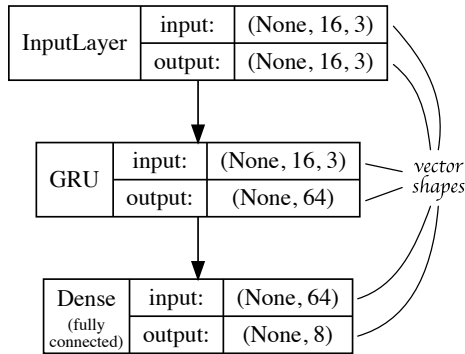 InputLayer
input: (None, 16, 3)
output: (None, 16, 3)
GRU
input: (None, 16, 3)
output: (None, 64)
Dense
(fully
connected)
input: (None, 64)
output: (None, 8)
vector
shapes